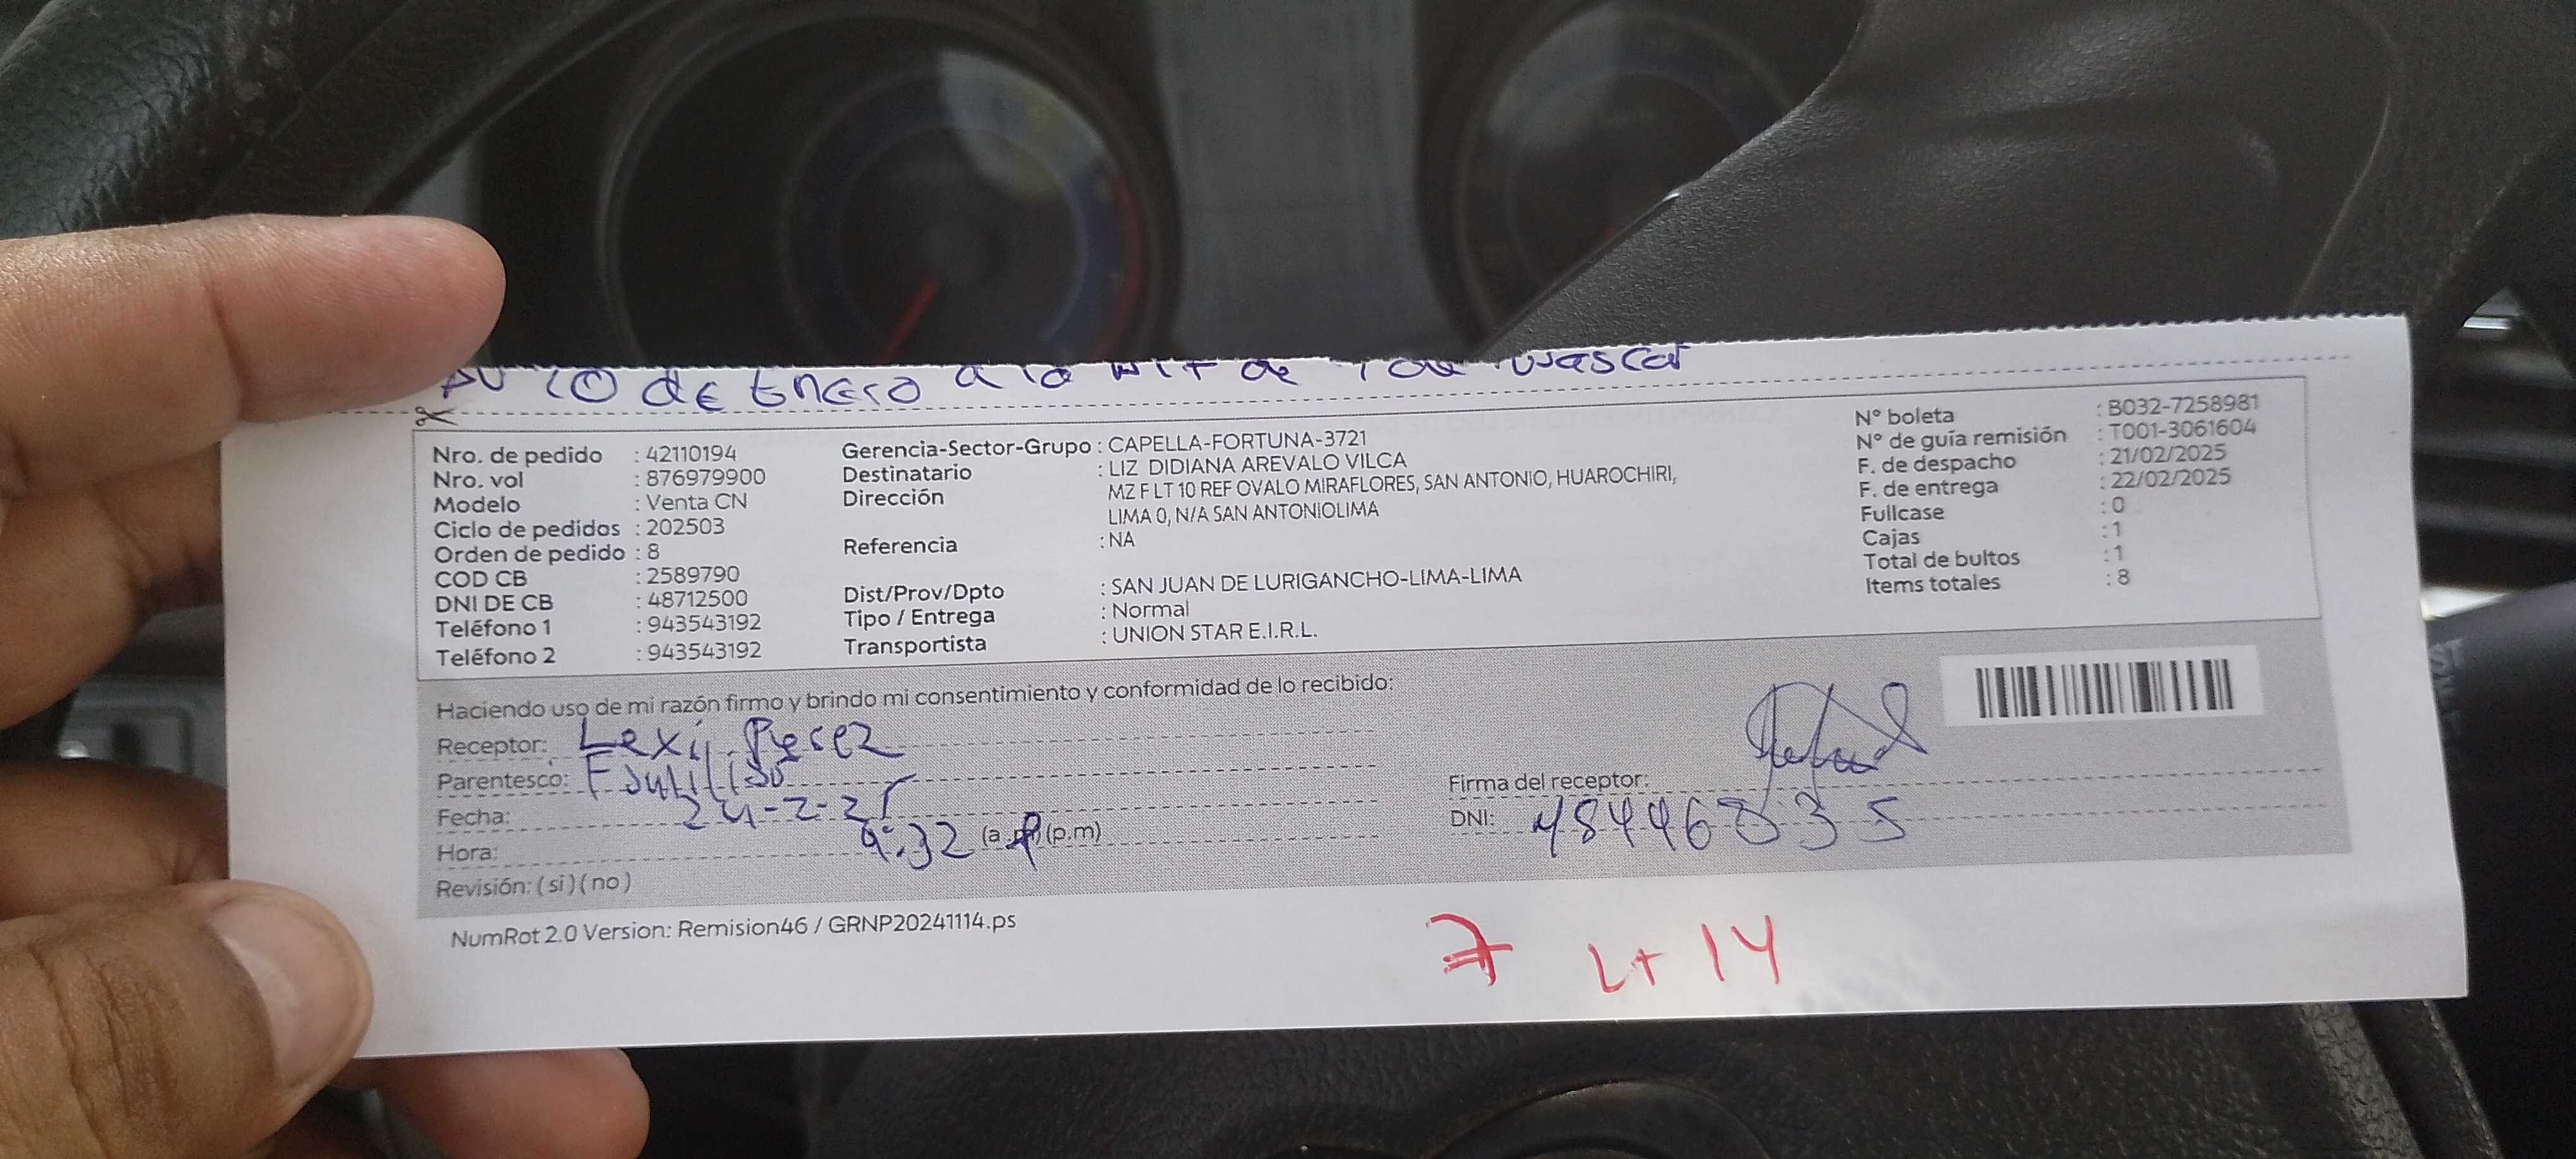 AV 10 de Enero a la alt de wascar
Nro. de pedido : 42110194
Nro. vol : 876979900
Modelo : Venta CN
Ciclo de pedidos : 202503
Orden de pedido : 8
COD CB : 2589790
DNI DE CB : 48712500
Teléfono 1 : 943543192
Teléfono 2 : 943543192
Gerencia-Sector-Grupo : CAPELLA-FORTUNA-3721
Destinatario : LIZ DIDIANA AREVALO VILCA
Dirección MZ F LT 10 REF OVALO MIRAFLORES, SAN ANTONIO, HUAROCHIRI,
LIMA 0, N/A SAN ANTONIOLIMA
Referencia : NA
Dist/Prov/Dpto : SAN JUAN DE LURIGANCHO-LIMA-LIMA
Tipo / Entrega : Normal
Transportista : UNION STAR E.I.R.L.
N° boleta : B032-7258981
N° de guía remisión : T001-3061604
F. de despacho : 21/02/2025
F. de entrega : 22/02/2025
Fullcase : 0
Cajas : 1
Total de bultos : 1
Items totales : 8
Haciendo uso de mi razón firmo y brindo mi consentimiento y conformidad de lo recibido:
Receptor: Lexi Perez
Parentesco:
Fecha: 24-2-25
Hora: 9:32 (a.m) (p.m)
Revisión: (si) (no)
Firma del receptor:
DNI: 48446835
NumRot 2.0 Version: Remision46 / GRNP20241114.ps
7 Lt 14